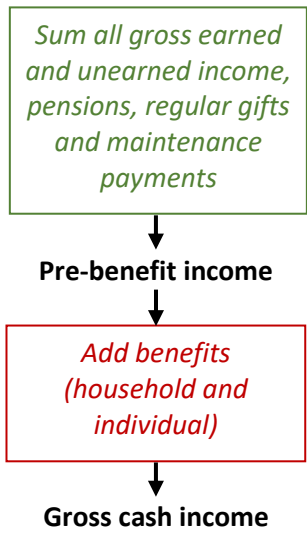 Sum all gross earned
and unearned income,
pensions, regular gifts
and maintenance
payments
Pre-benefit income
Add benefits
(household and
individual)
Gross cash income